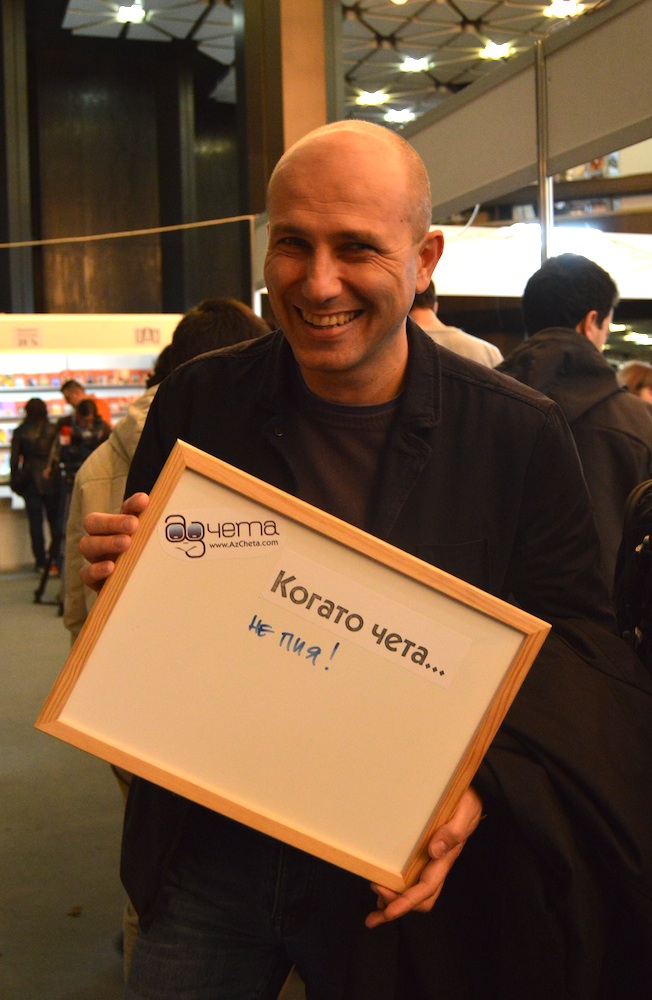 аз чета
www.AzCheta.com
Когато чета...
не пия!